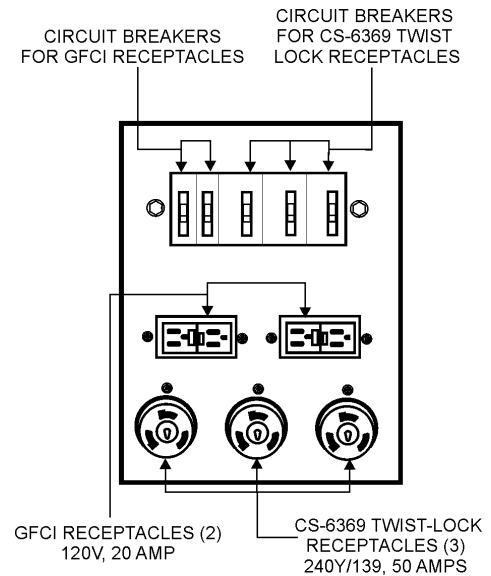 CIRCUIT BREAKERS
FOR GFCI RECEPTACLES
CIRCUIT BREAKERS
FOR CS-6369 TWIST
LOCK RECEPTACLES
GFCI RECEPTACLES (2)
120V, 20 AMP
CS-6369 TWIST-LOCK
RECEPTACLES (3)
240Y/139, 50 AMPS